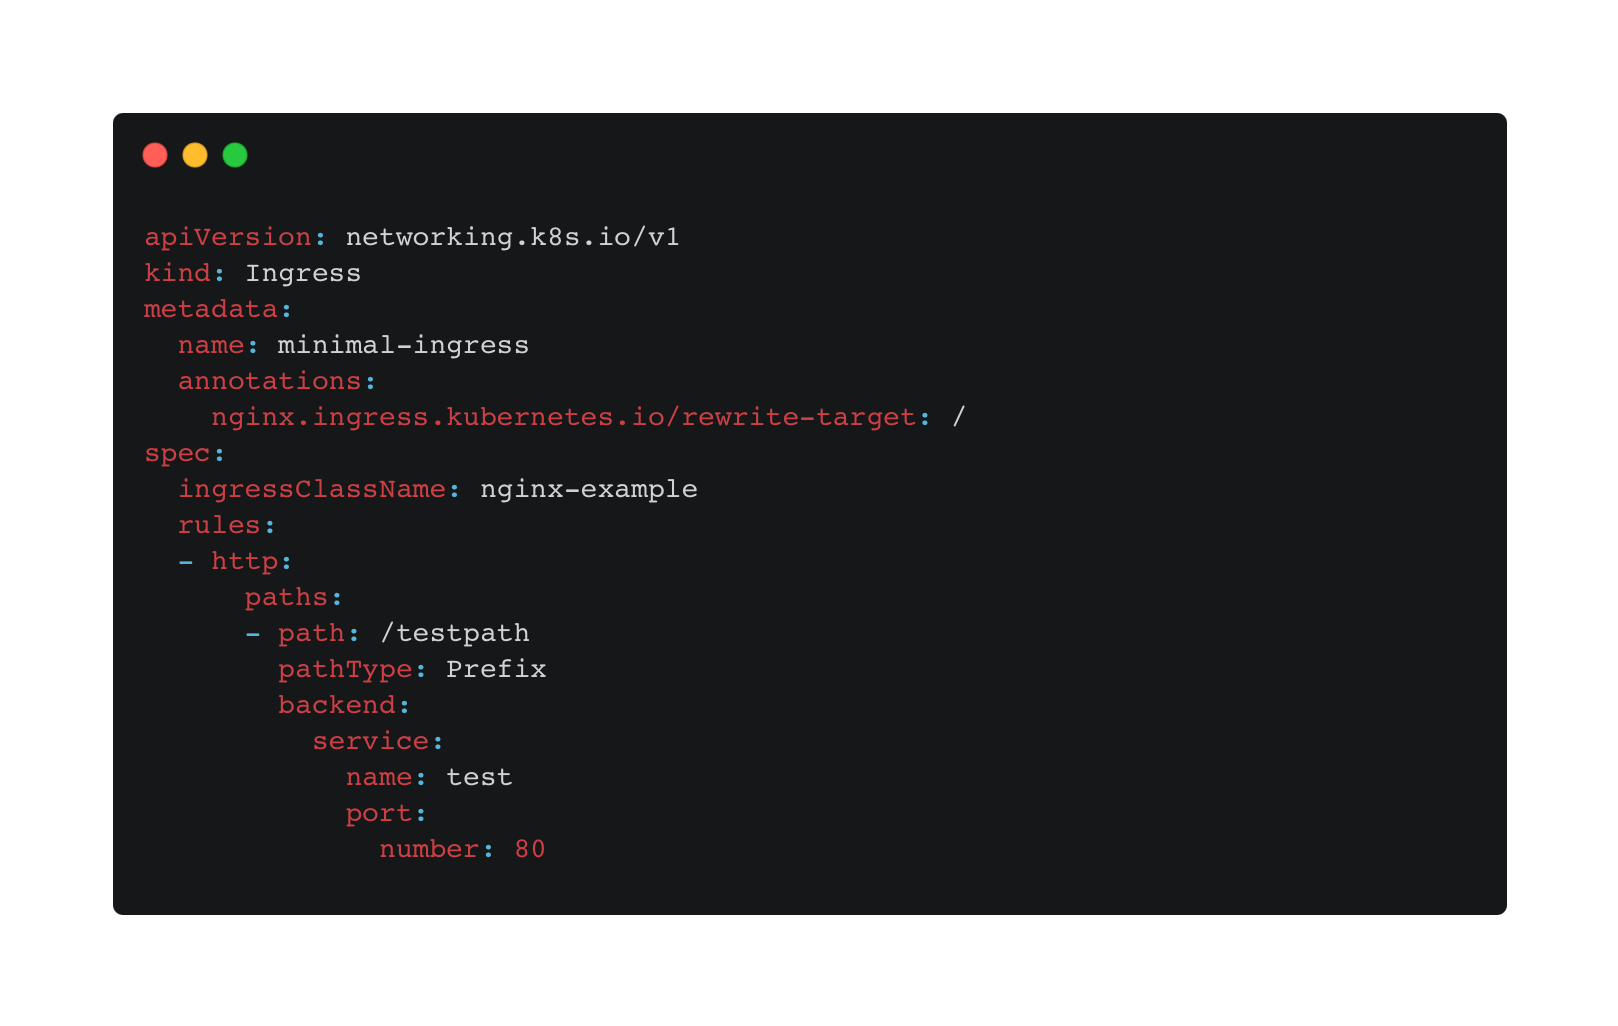 apiVersion: networking.k8s.io/v1
kind: Ingress
metadata:
  name: minimal-ingress
  annotations:
    nginx.ingress.kubernetes.io/rewrite-target: /
spec:
  ingressClassName: nginx-example
  rules:
  - http:
      paths:
      - path: /testpath
        pathType: Prefix
        backend:
          service:
            name: test
            port:
              number: 80